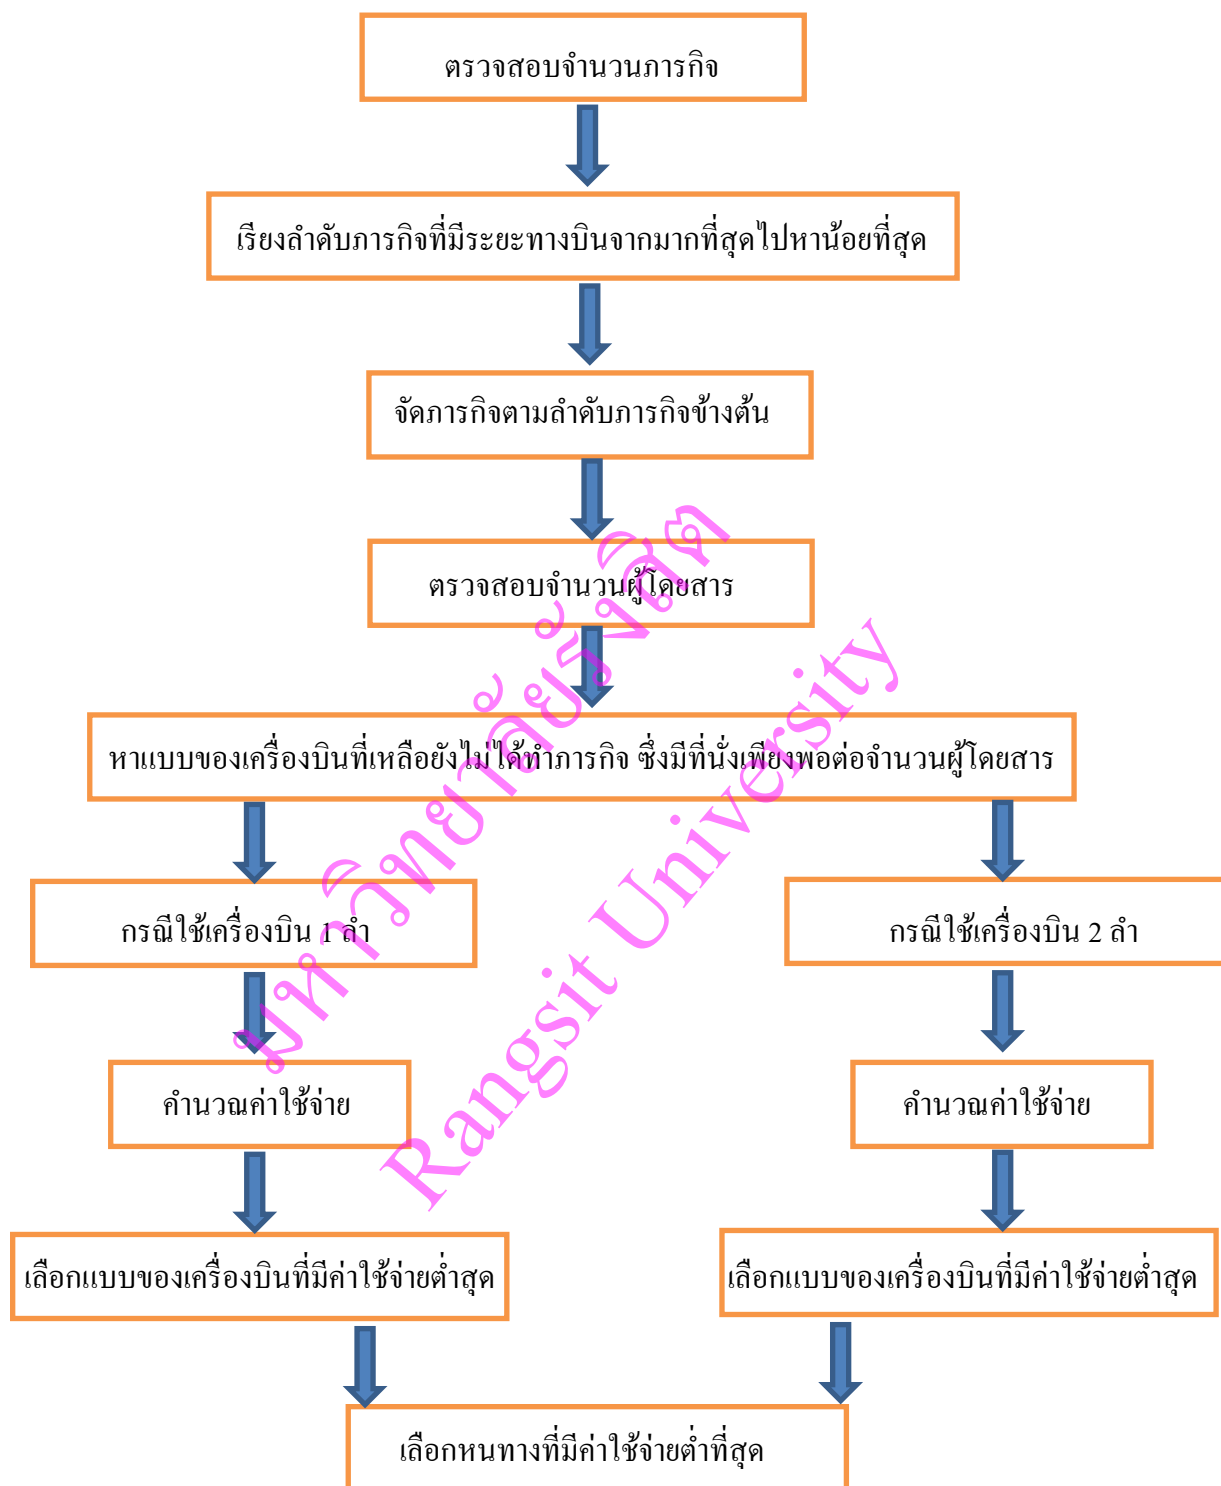 ตรวจสอบจำนวนภารกิจ
เรียงลำดับภารกิจที่มีระยะทางบินจากมากที่สุดไปหาน้อยที่สุด
จัดภารกิจตามลำดับภารกิจข้างต้น
ตรวจสอบจำนวนผู้โดยสาร
หาแบบของเครื่องบินที่เหลือยังไม่ได้ทำภารกิจ ซึ่งมีที่นั่งเพียงพอต่อจำนวนผู้โดยสาร
กรณีใช้เครื่องบิน 1 ลำ
กรณีใช้เครื่องบิน 2 ลำ
คำนวณค่าใช้จ่าย
คำนวณค่าใช้จ่าย
เลือกแบบของเครื่องบินที่มีค่าใช้จ่ายต่ำสุด
เลือกแบบของเครื่องบินที่มีค่าใช้จ่ายต่ำสุด
เลือกหนทางที่มีค่าใช้จ่ายต่ำที่สุด
มหาวิทยาลัยรังสิต
Rangsit University